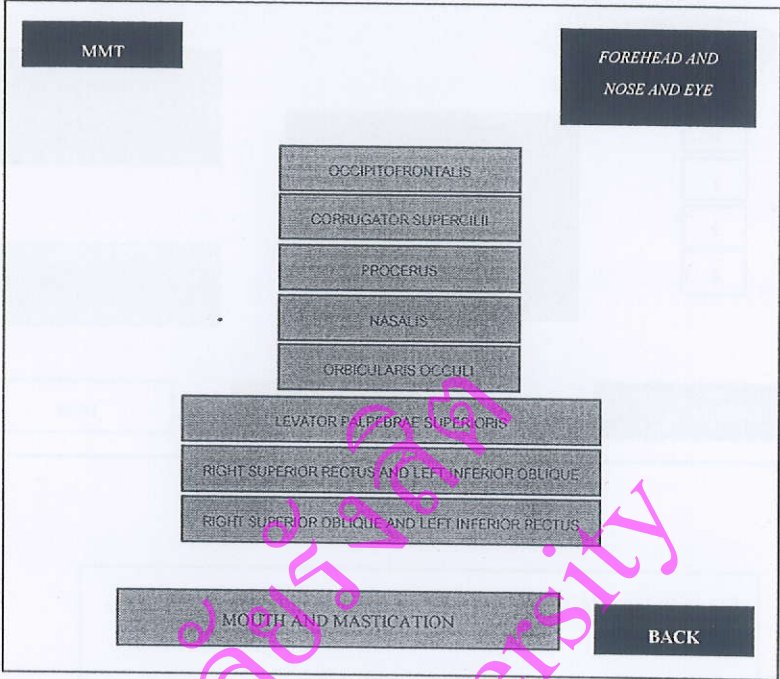 MMT
FOREHEAD AND
NOSE AND EYE
OCCIPITOFRONTALIS
CORRUGATOR SUPERCILII
PROCERUS
NASALIS
ORBICULARIS OCCULI
LEVATOR PALPEBRAE SUPERIORIS
RIGHT SUPERIOR RECTUS AND LEFT INFERIOR OBLIQUE
RIGHT SUPERIOR OBLIQUE AND LEFT INFERIOR RECTUS
MOUTH AND MASTICATION
BACK